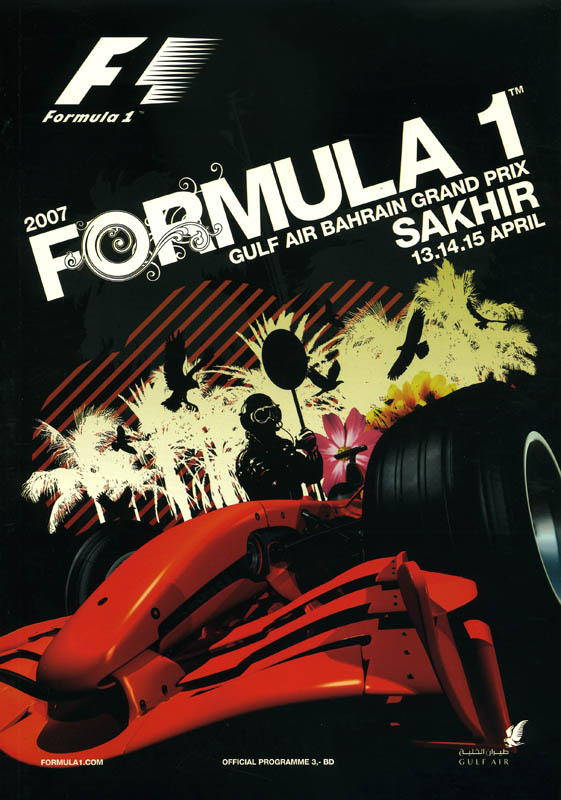 F1
Formula 1™
2007
FORMULA 1™
GULF AIR BAHRAIN GRAND PRIX
SAKHIR
13.14.15 APRIL
FORMULA1.COM
OFFICIAL PROGRAMME 3,- BD
طيران الخليج
GULF AIR